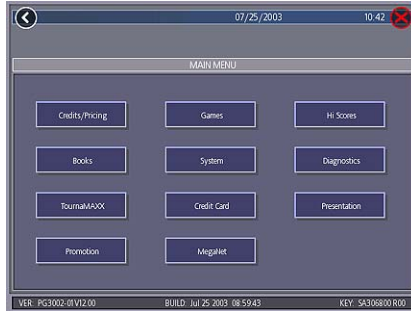 07/25/2003 10:42
MAIN MENU
Credits/Pricing Games Hi Scores
Books System Diagnostics
TournaMAXX Credit Card Presentation
Promotion MegaNet
VER: PG3002-01V12.00 BUILD: Jul 25 2003 08:59:43 KEY: SA306800 R00